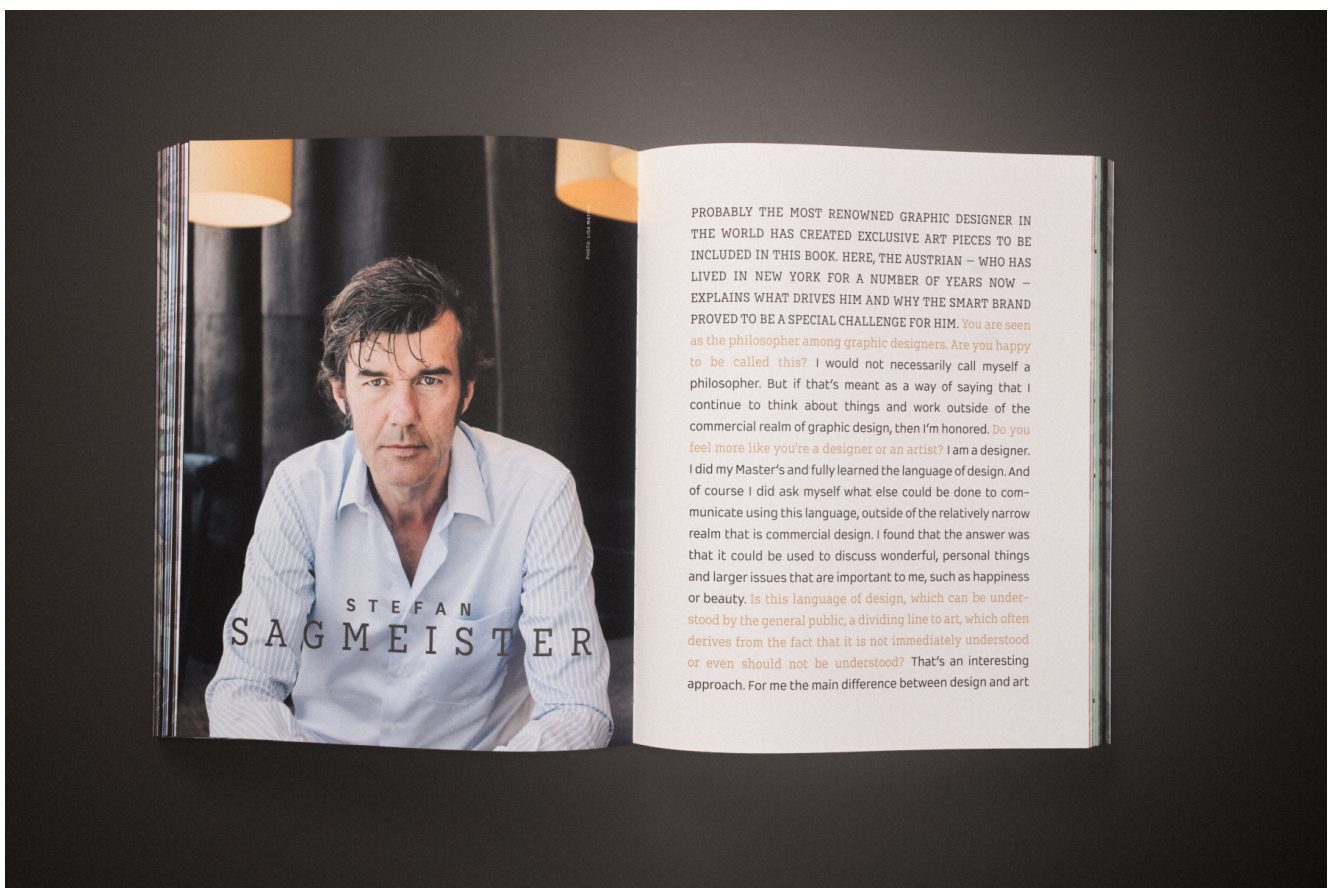 PHOTO: LISA
STEFAN
SAGMEISTER
PROBABLY THE MOST RENOWNED GRAPHIC DESIGNER IN
THE WORLD HAS CREATED EXCLUSIVE ART PIECES TO BE
INCLUDED IN THIS BOOK. HERE, THE AUSTRIAN – WHO HAS
LIVED IN NEW YORK FOR A NUMBER OF YEARS NOW –
EXPLAINS WHAT DRIVES HIM AND WHY THE SMART BRAND
PROVED TO BE A SPECIAL CHALLENGE FOR HIM. You are seen
as the philosopher among graphic designers. Are you happy
to be called this? I would not necessarily call myself a
philosopher. But if that's meant as a way of saying that I
continue to think about things and work outside of the
commercial realm of graphic design, then I'm honored. Do you
feel more like you're a designer or an artist? I am a designer.
I did my Master's and fully learned the language of design. And
of course I did ask myself what else could be done to com-
municate using this language, outside of the relatively narrow
realm that is commercial design. I found that the answer was
that it could be used to discuss wonderful, personal things
and larger issues that are important to me, such as happiness
or beauty. Is this language of design, which can be under-
stood by the general public, a dividing line to art, which often
derives from the fact that it is not immediately understood
or even should not be understood? That's an interesting
approach. For me the main difference between design and art